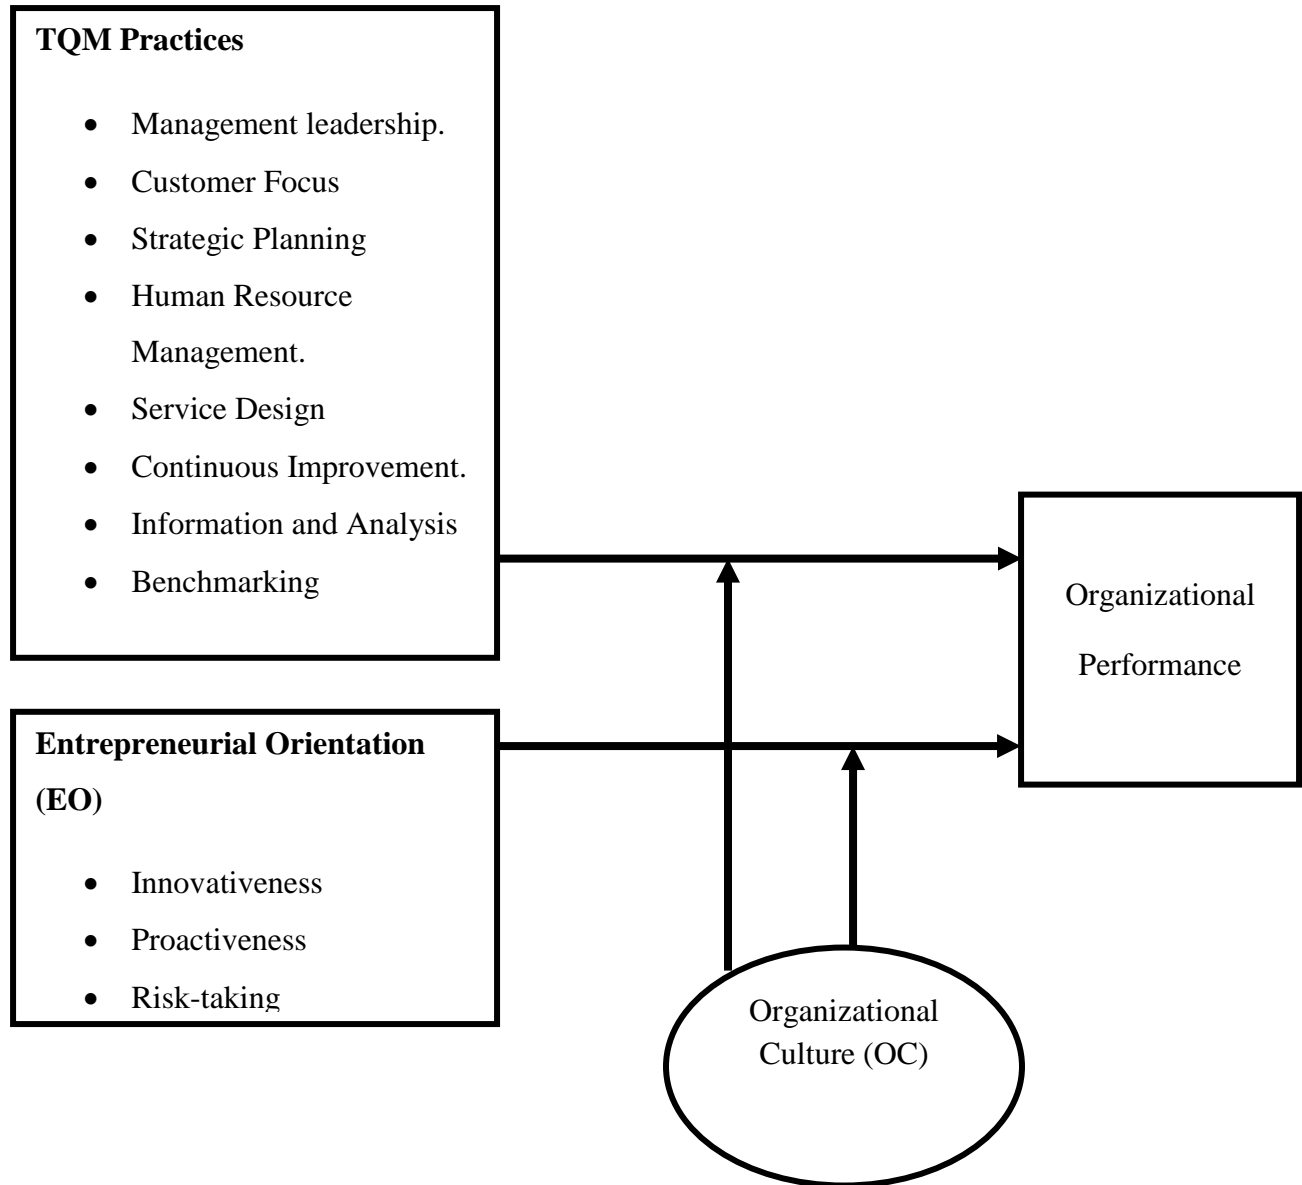 TQM Practices
• Management leadership.
• Customer Focus
• Strategic Planning
• Human Resource
Management.
• Service Design
• Continuous Improvement.
• Information and Analysis
• Benchmarking
Organizational
Performance
Entrepreneurial Orientation
(EO)
• Innovativeness
• Proactiveness
• Risk-taking
Organizational
Culture (OC)